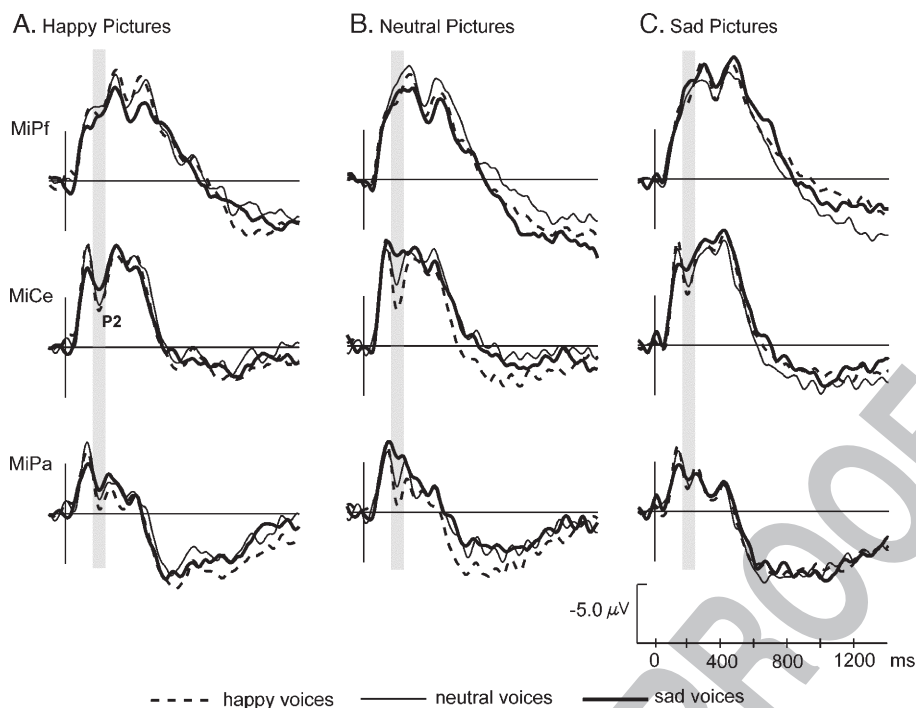 A. Happy Pictures
B. Neutral Pictures
C. Sad Pictures
MiPf
MiCe
P2
MiPa
-5.0 μV
0 400 800 1200 ms
PROOF
happy voices neutral voices sad voices